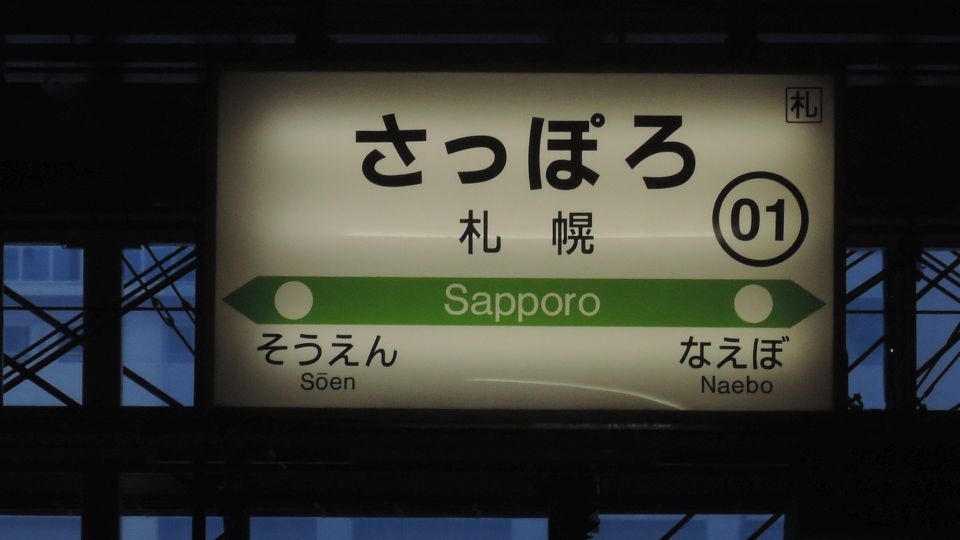 札
さっぽろ
札幌
01
Sapporo
そうえん
なえぼ
Sōen
Naebo